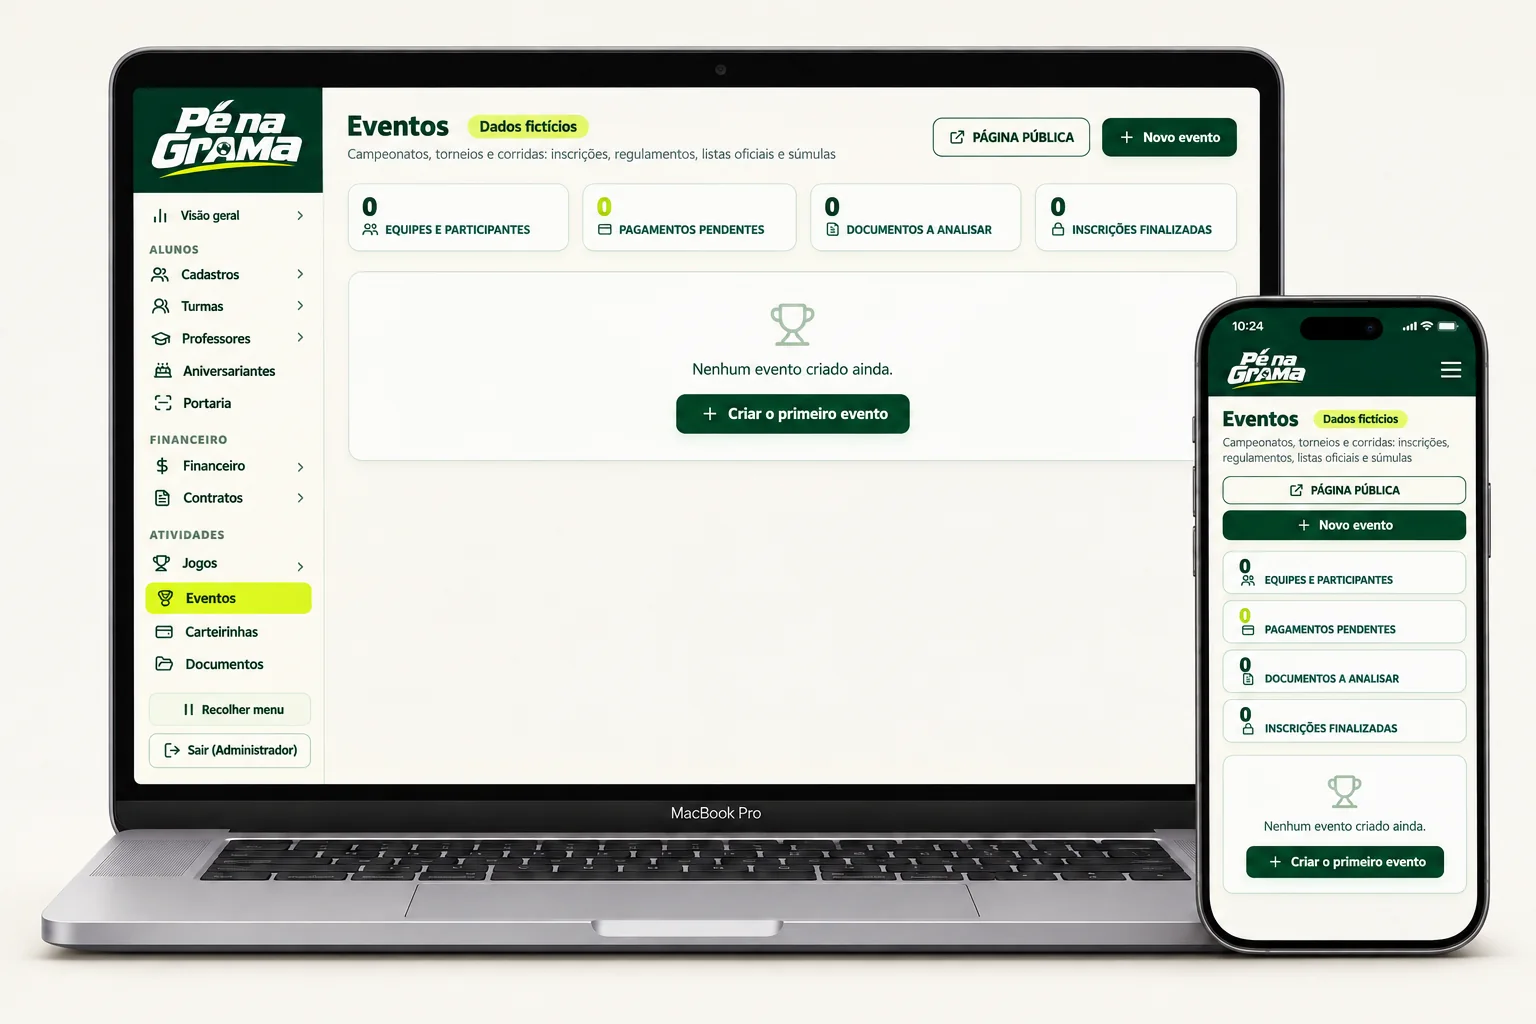 Pé na
Grama
Visão geral
ALUNOS
Cadastros
Turmas
Professores
Aniversariantes
Portaria
FINANCEIRO
Financeiro
Contratos
ATIVIDADES
Jogos
Eventos
Carteirinhas
Documentos
Recolher menu
Sair (Administrador)
Eventos Dados fictícios
Campeonatos, torneios e corridas: inscrições, regulamentos, listas oficiais e súmulas
PÁGINA PÚBLICA
+ Novo evento
0
EQUIPES E PARTICIPANTES
0
PAGAMENTOS PENDENTES
0
DOCUMENTOS A ANALISAR
0
INSCRIÇÕES FINALIZADAS
Nenhum evento criado ainda.
+ Criar o primeiro evento
MacBook Pro
10:24
Pé na
Grama
Eventos Dados fictícios
Campeonatos, torneios e corridas: inscrições,
regulamentos, listas oficiais e súmulas
PÁGINA PÚBLICA
+ Novo evento
0
EQUIPES E PARTICIPANTES
0
PAGAMENTOS PENDENTES
0
DOCUMENTOS A ANALISAR
0
INSCRIÇÕES FINALIZADAS
Nenhum evento criado ainda.
+ Criar o primeiro evento